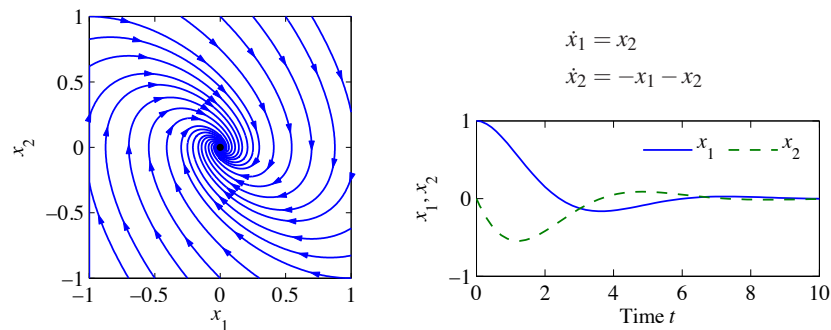 1
0.5
0
−0.5
−1
−1 −0.5 0 0.5 1
x1
x2
ẋ1 = x2
ẋ2 = −x1 − x2
1
0
−1
0 2 4 6 8 10
Time t
x1, x2
x1 x2